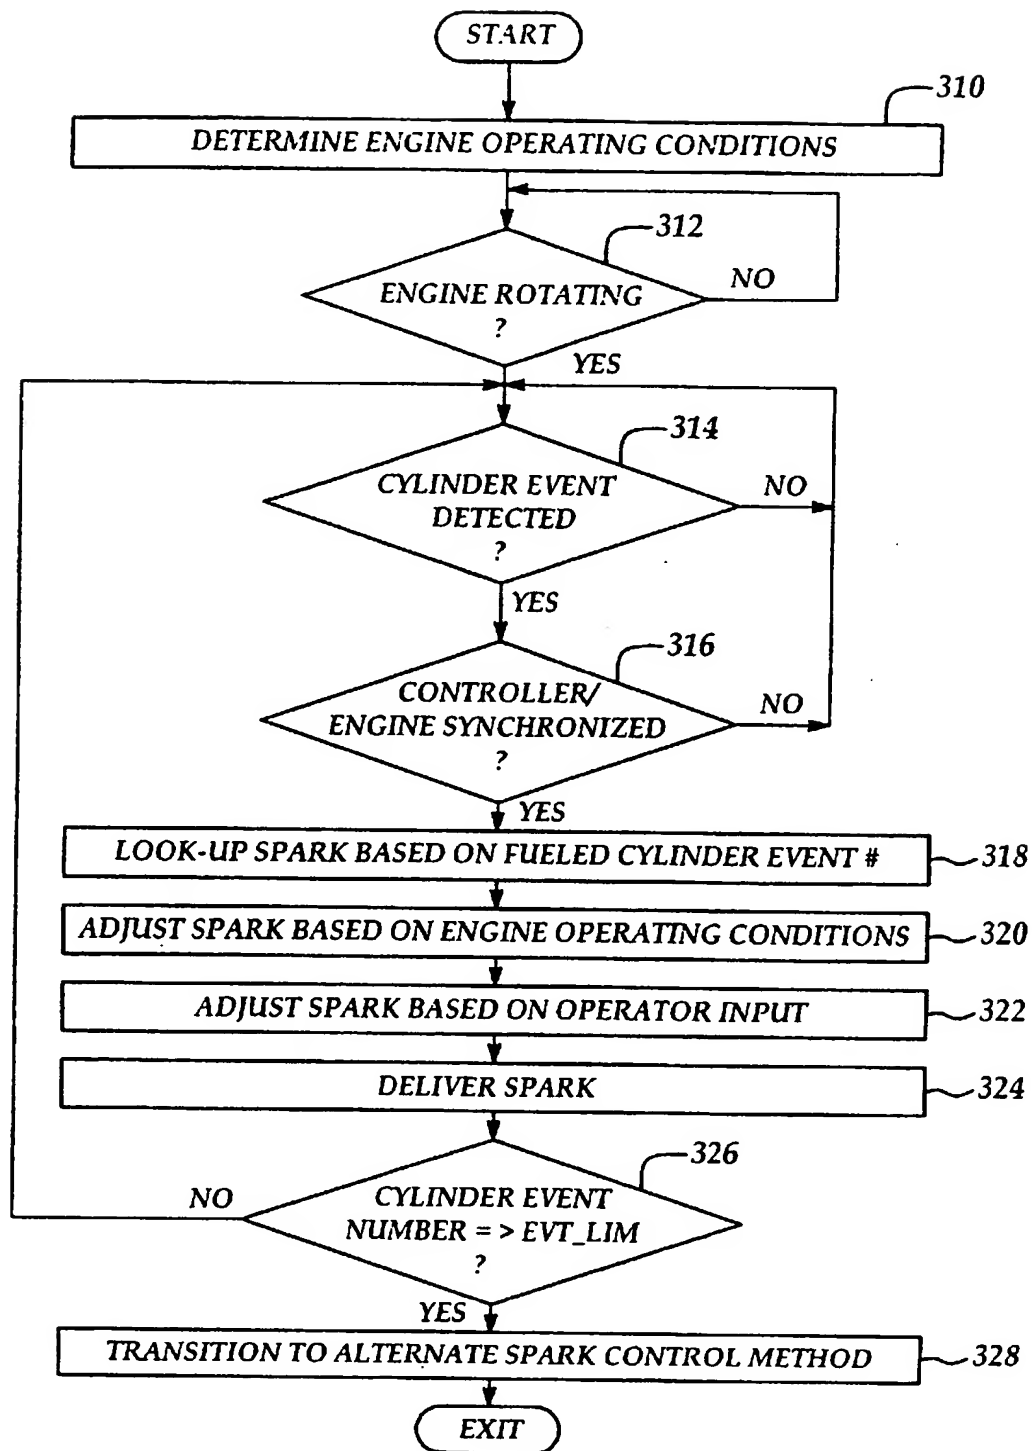 START
310
DETERMINE ENGINE OPERATING CONDITIONS
312
ENGINE ROTATING
?
NO
YES
314
CYLINDER EVENT
DETECTED
?
NO
YES
316
CONTROLLER/
ENGINE SYNCHRONIZED
?
NO
YES
LOOK-UP SPARK BASED ON FUELED CYLINDER EVENT #
318
ADJUST SPARK BASED ON ENGINE OPERATING CONDITIONS
320
ADJUST SPARK BASED ON OPERATOR INPUT
322
DELIVER SPARK
324
326
CYLINDER EVENT
NUMBER = > EVT_LIM
?
NO
YES
TRANSITION TO ALTERNATE SPARK CONTROL METHOD
328
EXIT